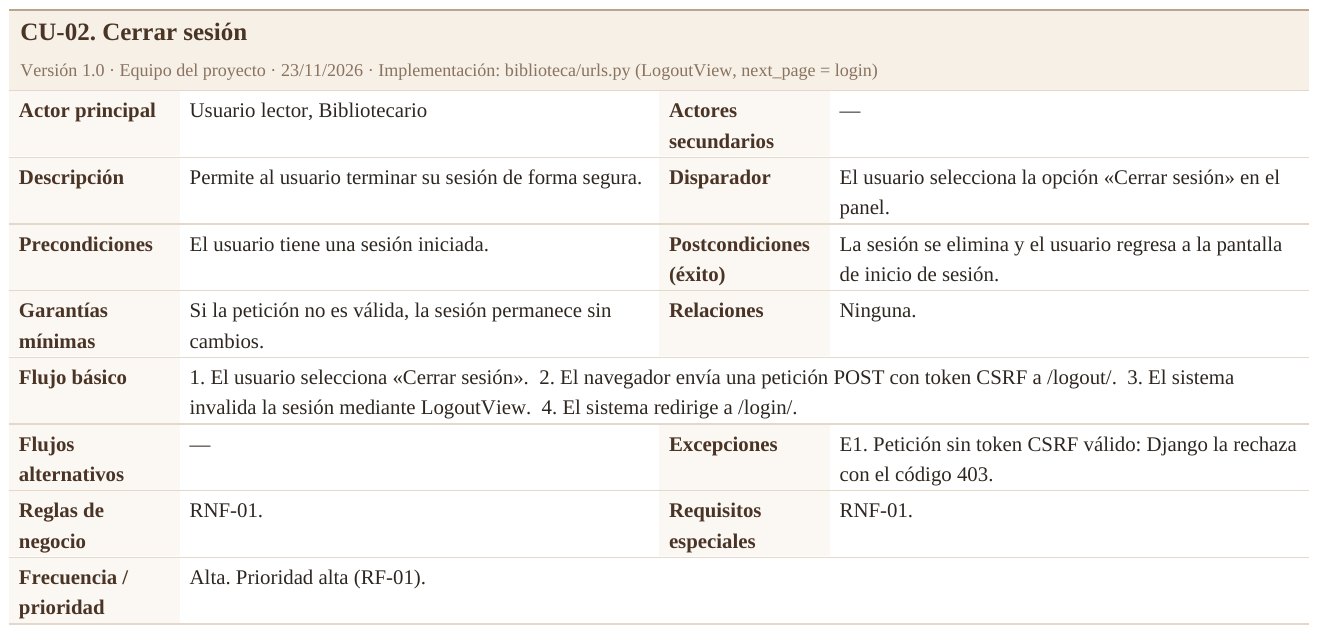 CU-02. Cerrar sesión
Versión 1.0 · Equipo del proyecto · 23/11/2026 · Implementación: biblioteca/urls.py (LogoutView, next_page = login)
Actor principal
Usuario lector, Bibliotecario
Actores
secundarios
—
Descripción
Permite al usuario terminar su sesión de forma segura.
Disparador
El usuario selecciona la opción «Cerrar sesión» en el
panel.
Precondiciones
El usuario tiene una sesión iniciada.
Postcondiciones
(éxito)
La sesión se elimina y el usuario regresa a la pantalla
de inicio de sesión.
Garantías
mínimas
Si la petición no es válida, la sesión permanece sin
cambios.
Relaciones
Ninguna.
Flujo básico
1. El usuario selecciona «Cerrar sesión». 2. El navegador envía una petición POST con token CSRF a /logout/. 3. El sistema
invalida la sesión mediante LogoutView. 4. El sistema redirige a /login/.
Flujos
alternativos
—
Excepciones
E1. Petición sin token CSRF válido: Django la rechaza
con el código 403.
Reglas de
negocio
RNF-01.
Requisitos
especiales
RNF-01.
Frecuencia /
prioridad
Alta. Prioridad alta (RF-01).